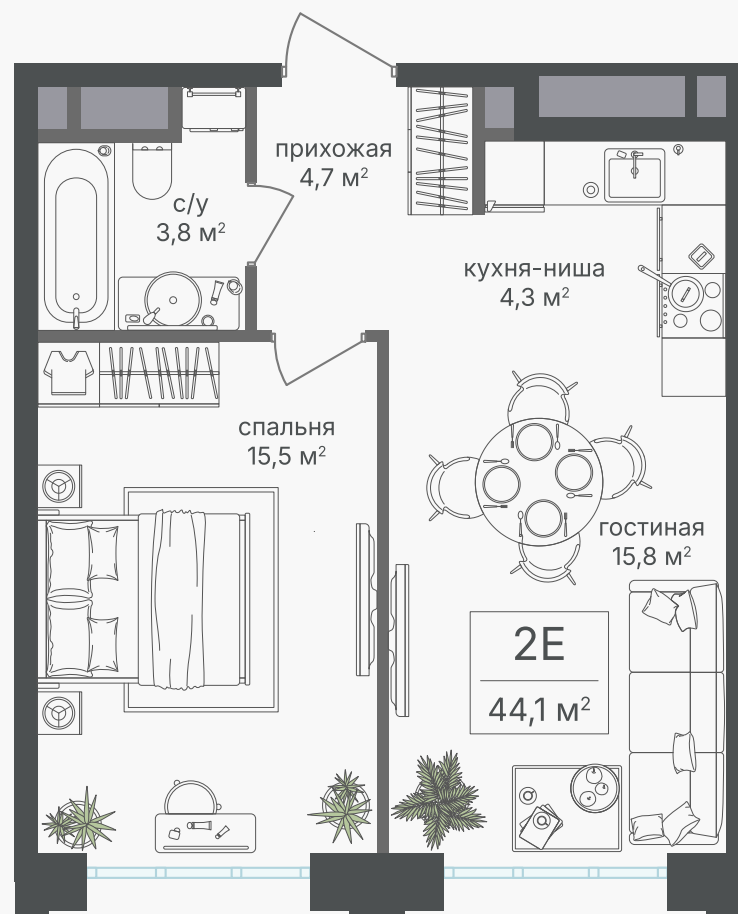 прихожая
4,7 м²
с/у
3,8 м²
кухня-ниша
4,3 м²
спальня
15,5 м²
гостиная
15,8 м²
2Е
44,1 м²